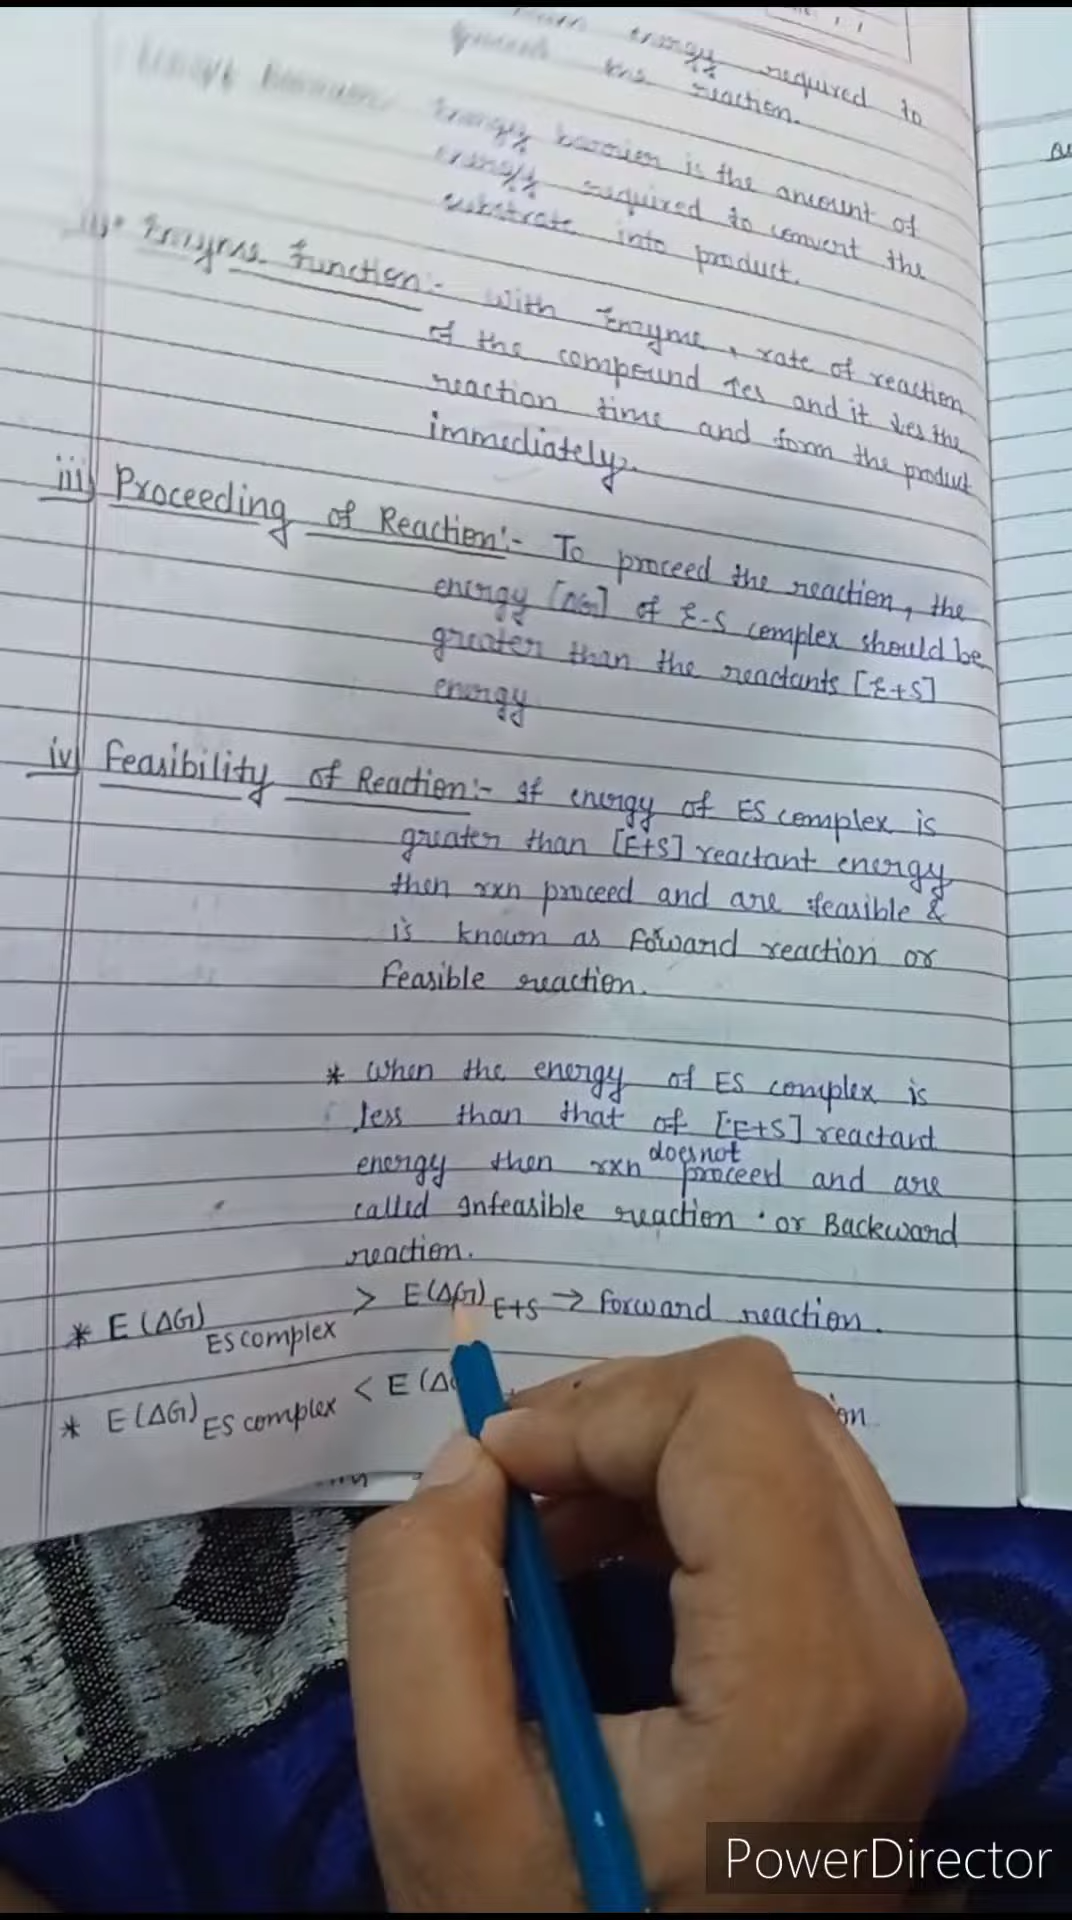 energy required to
the reaction.
Energy barrier is the amount of
energy required to convert the
substrate into product.
Enzyme function:- With Enzyme, rate of reaction
of the compound ↑es and it ↓es the
reaction time and form the product
immediately.
iii) Proceeding of Reaction:- To proceed the reaction, the
energy [ΔG] of E-S complex should be
greater than the reactants [E+S]
energy
iv) Feasibility of Reaction:- If energy of ES complex is
greater than [E+S] reactant energy
then rxn proceed and are feasible &
is known as Foward reaction or
Feasible reaction.
* When the energy of ES complex is
less than that of [E+S] reactant
energy then rxn doesnot proceed and are
called Infeasible reaction or Backward
reaction.
* E(ΔG) ES complex > E(ΔG) E+S → Forward reaction.
* E(ΔG) ES complex < E(Δ
PowerDirector